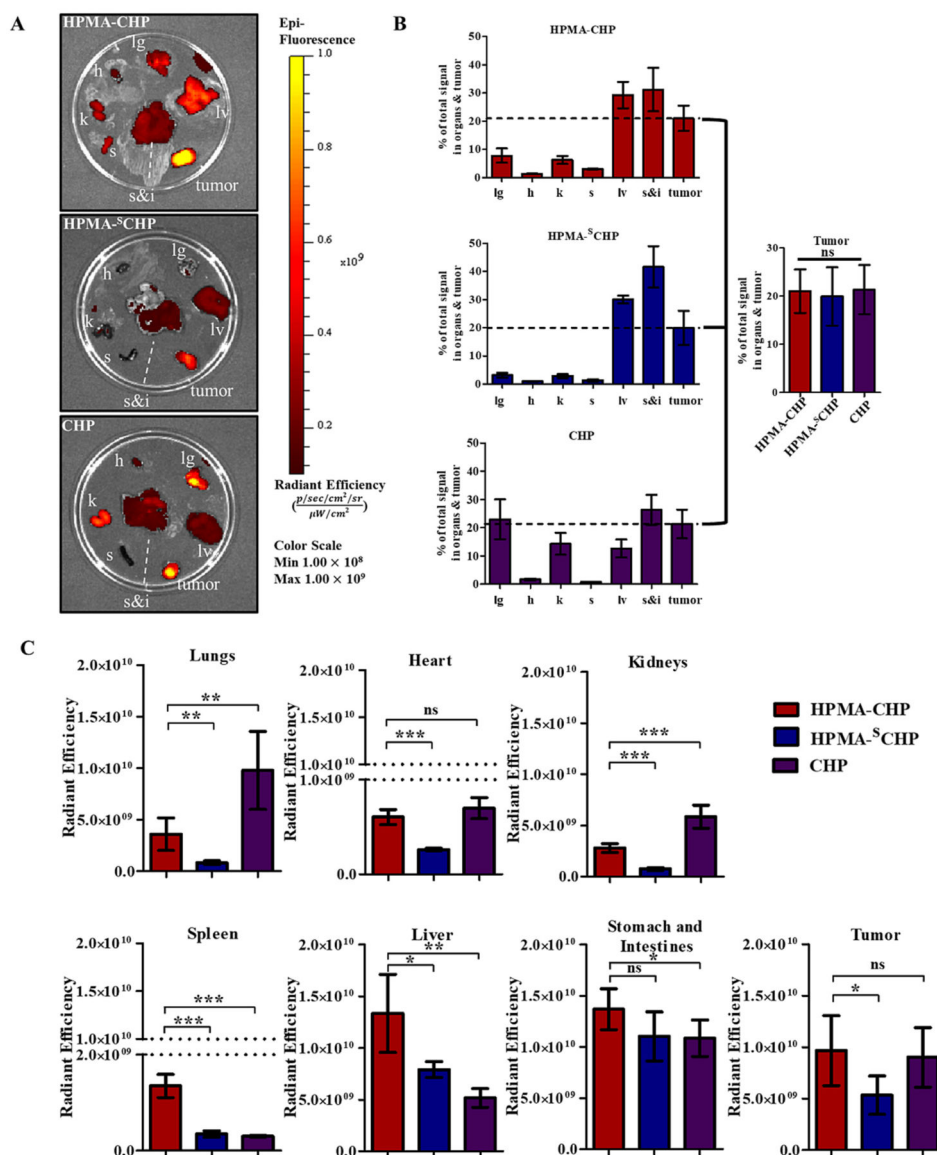 A
HPMA-CHP
lg
h
k
lv
s
tumor
s&i
HPMA-ˢCHP
lg
h
k
lv
s
tumor
s&i
CHP
h
lg
k
s
lv
tumor
s&i
Epi-
Fluorescence
1.0
0.8
0.6
x10⁹
0.4
0.2
Radiant Efficiency
(p/sec/cm²/sr / µW/cm²)
Color Scale
Min 1.00 × 10⁸
Max 1.00 × 10⁹
B
HPMA-CHP
% of total signal
in organs & tumor
50
40
30
20
10
0
lg h k s lv s&i tumor
HPMA-ˢCHP
% of total signal
in organs & tumor
50
40
30
20
10
0
lg h k s lv s&i tumor
CHP
% of total signal
in organs & tumor
50
40
30
20
10
0
lg h k s lv s&i tumor
Tumor
ns
% of total signal
in organs & tumor
30
20
10
0
HPMA-CHP
HPMA-ˢCHP
CHP
C
Lungs
Radiant Efficiency
2.0×10¹⁰
1.5×10¹⁰
1.0×10¹⁰
5.0×10⁰⁹
0.0
**
**
Heart
Radiant Efficiency
2.0×10¹⁰
1.5×10¹⁰
1.0×10¹⁰
1.0×10⁰⁹
0.0
ns
***
Kidneys
Radiant Efficiency
2.0×10¹⁰
1.5×10¹⁰
1.0×10¹⁰
5.0×10⁰⁹
0.0
***
***
HPMA-CHP
HPMA-ˢCHP
CHP
Spleen
Radiant Efficiency
2.0×10¹⁰
1.5×10¹⁰
1.0×10¹⁰
2.0×10⁰⁹
0.0
***
***
Liver
Radiant Efficiency
2.0×10¹⁰
1.5×10¹⁰
1.0×10¹⁰
5.0×10⁰⁹
0.0
**
*
Stomach and
Intestines
Radiant Efficiency
2.0×10¹⁰
1.5×10¹⁰
1.0×10¹⁰
5.0×10⁰⁹
0.0
*
ns
Tumor
Radiant Efficiency
2.0×10¹⁰
1.5×10¹⁰
1.0×10¹⁰
5.0×10⁰⁹
0.0
ns
*